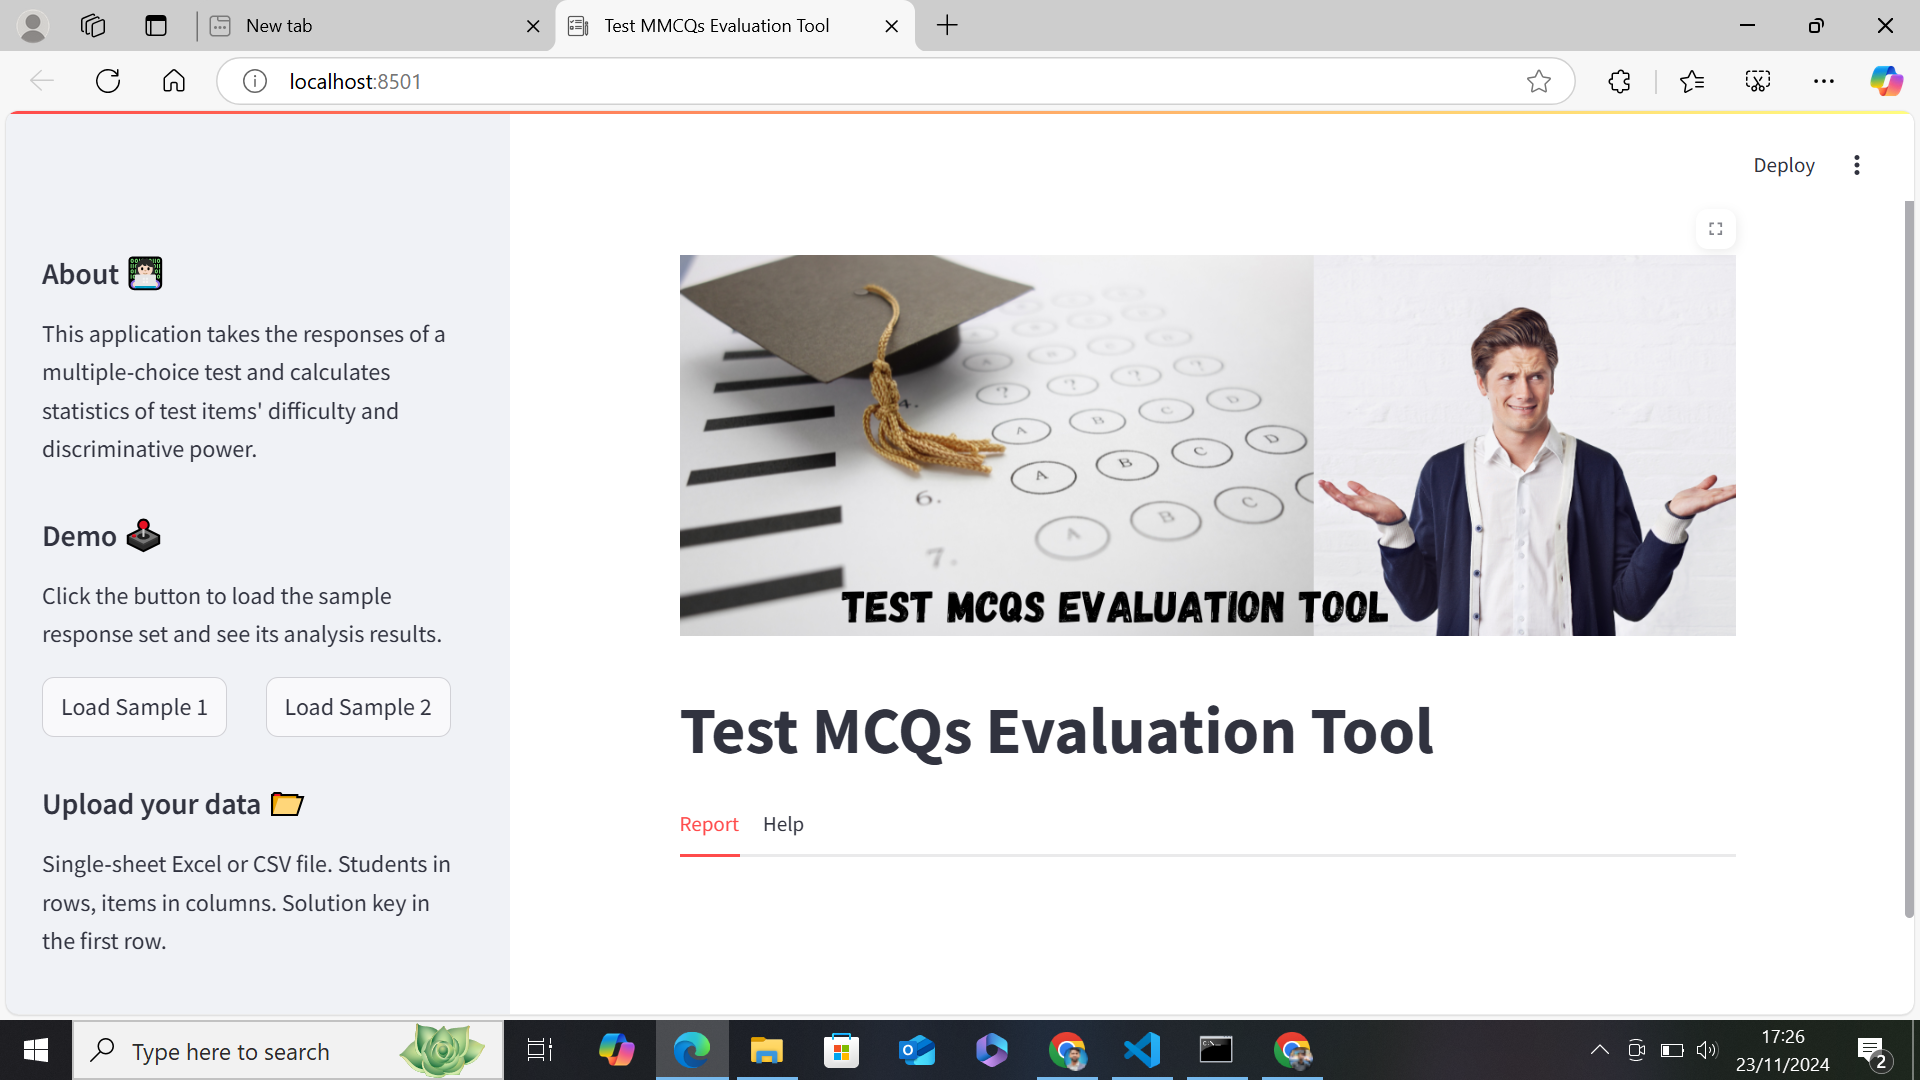 New tab
Test MMCQs Evaluation Tool
localhost:8501
Deploy
About
This application takes the responses of a
multiple-choice test and calculates
statistics of test items' difficulty and
discriminative power.
Demo
Click the button to load the sample
response set and see its analysis results.
Load Sample 1
Load Sample 2
Upload your data
Single-sheet Excel or CSV file. Students in
rows, items in columns. Solution key in
the first row.
4.
? ? ? ?
A B C D
A B C D
6.
A B C
7.
TEST MCQS EVALUATION TOOL
Test MCQs Evaluation Tool
Report Help
Type here to search
17:26
23/11/2024
2